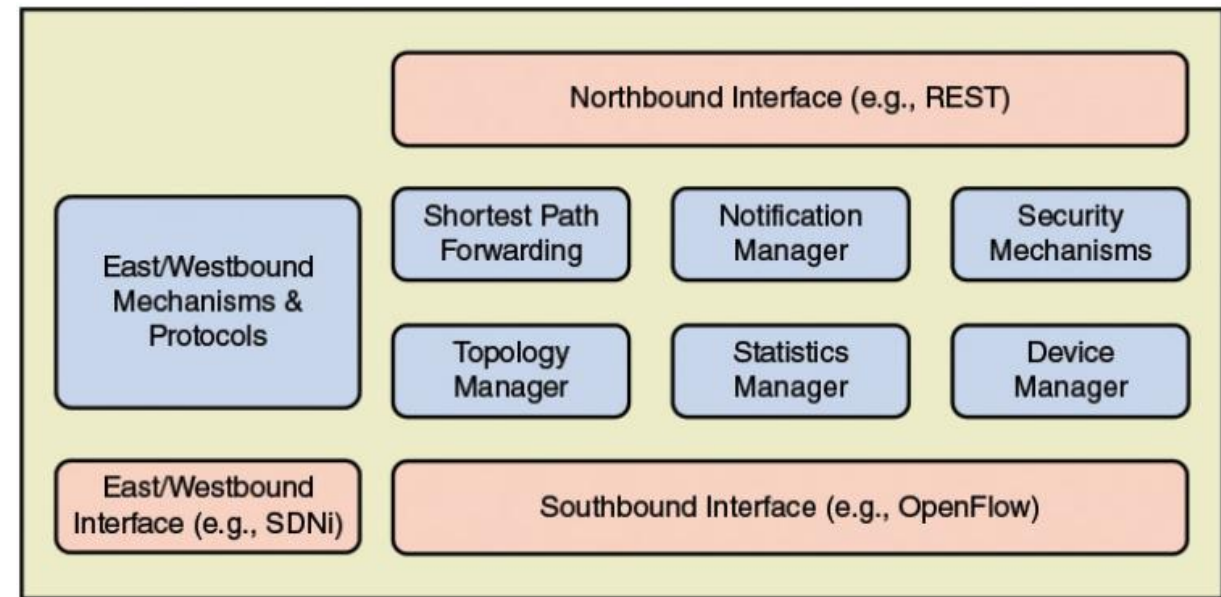 Northbound Interface (e.g., REST)
East/Westbound
Mechanisms &
Protocols
Shortest Path
Forwarding
Notification
Manager
Security
Mechanisms
Topology
Manager
Statistics
Manager
Device
Manager
East/Westbound
Interface (e.g., SDNi)
Southbound Interface (e.g., OpenFlow)